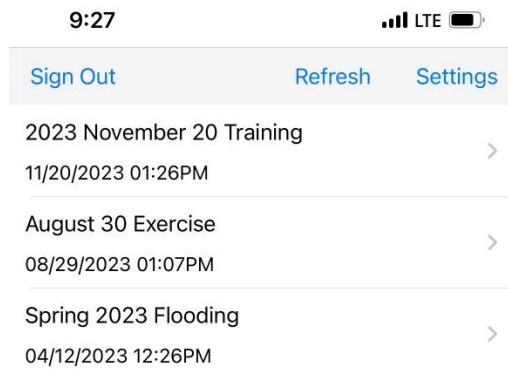 9:27 LTE
Sign Out Refresh Settings
2023 November 20 Training
11/20/2023 01:26PM
August 30 Exercise
08/29/2023 01:07PM
Spring 2023 Flooding
04/12/2023 12:26PM